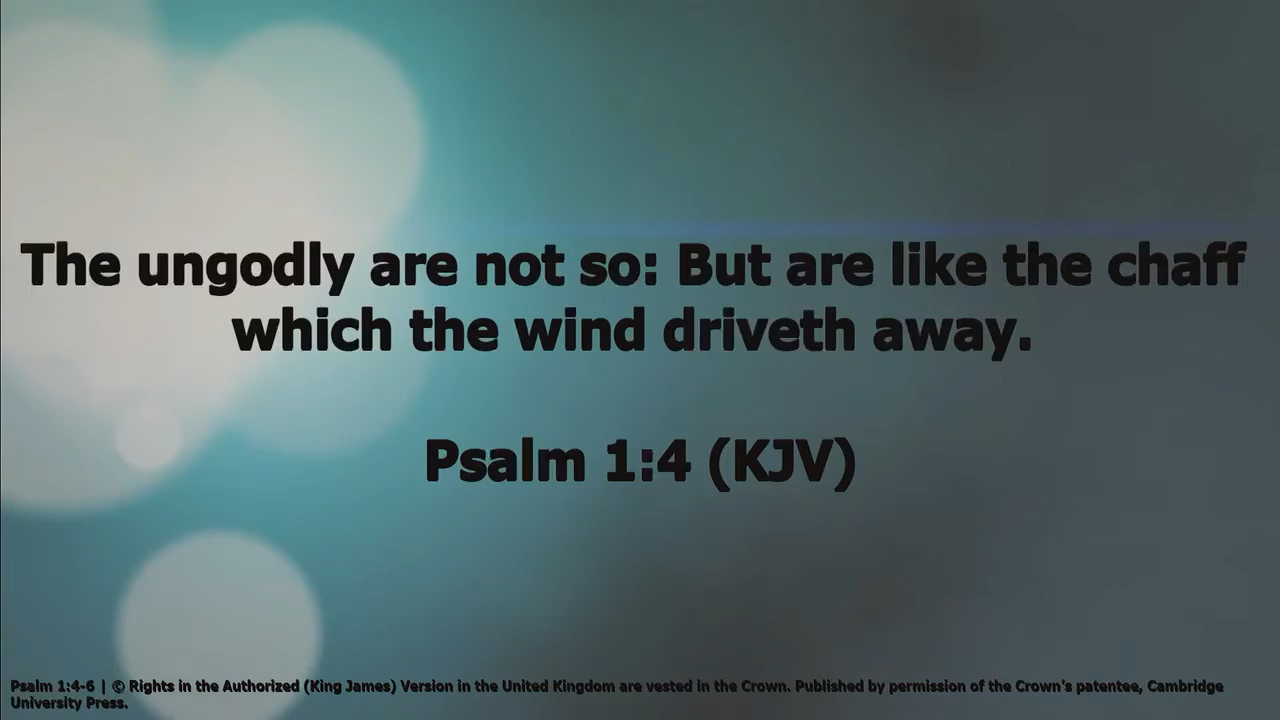 The ungodly are not so: But are like the chaff
which the wind driveth away.
Psalm 1:4 (KJV)
Psalm 1:4-6 | © Rights in the Authorized (King James) Version in the United Kingdom are vested in the Crown. Published by permission of the Crown's patentee, Cambridge
University Press.